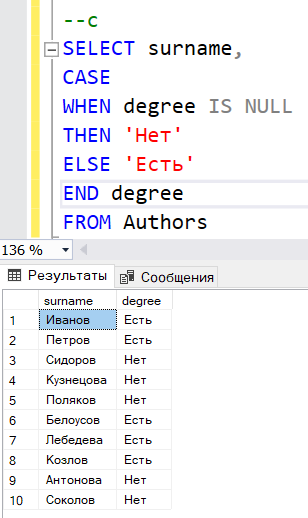 --c
SELECT surname,
CASE
WHEN degree IS NULL
THEN 'Нет'
ELSE 'Есть'
END degree
FROM Authors
136 %
Результаты Сообщения
surname degree
1 Иванов Есть
2 Петров Есть
3 Сидоров Нет
4 Кузнецова Нет
5 Поляков Нет
6 Белоусов Есть
7 Лебедева Есть
8 Козлов Есть
9 Антонова Нет
10 Соколов Нет